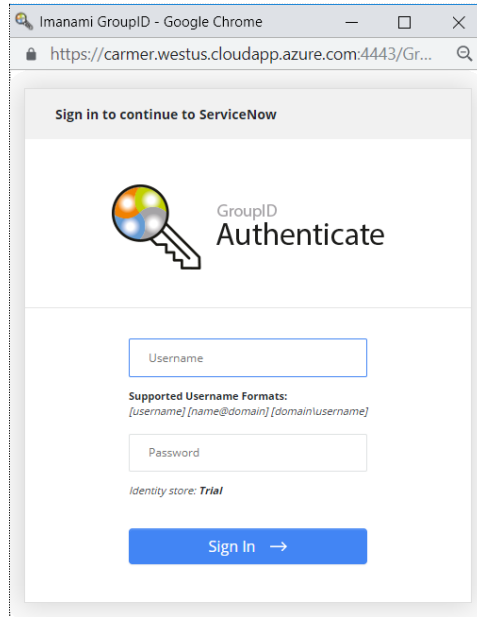 Imanami GroupID - Google Chrome
https://carmer.westus.cloudapp.azure.com:4443/Gr...
Sign in to continue to ServiceNow
GroupID
Authenticate
Username
Supported Username Formats:
[username] [name@domain] [domain\username]
Password
Identity store: Trial
Sign In →